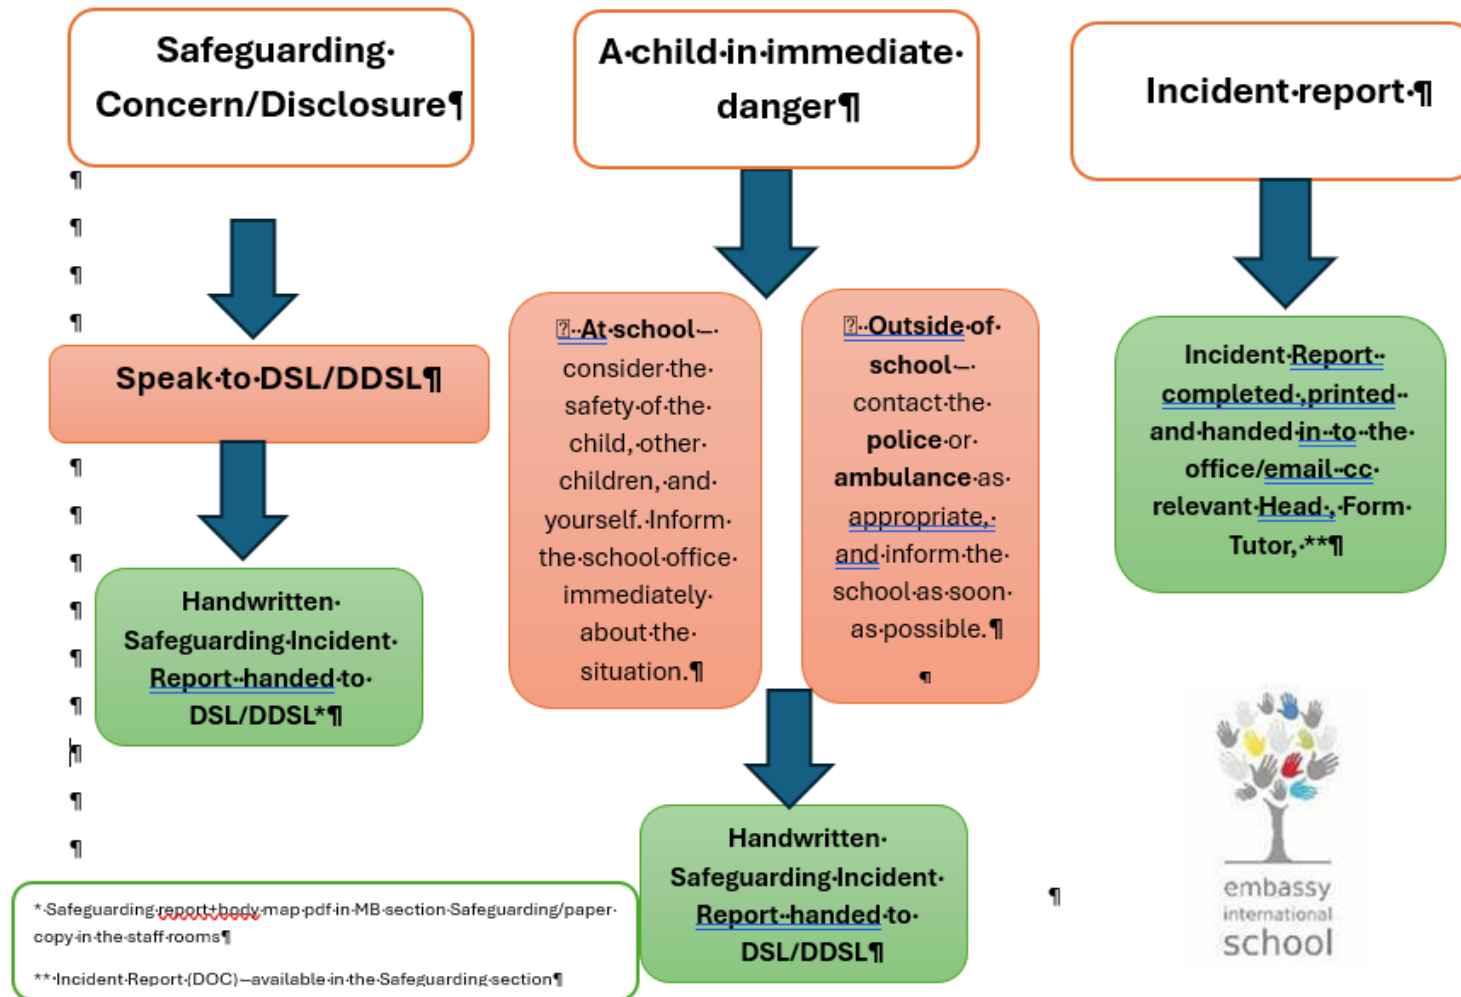 Safeguarding
Concern/Disclosure¶
Speak to DSL/DDSL¶
Handwritten
Safeguarding Incident
Report handed to
DSL/DDSL*¶
A child in immediate
danger¶
At school –
consider the
safety of the
child, other
children, and
yourself. Inform
the school office
immediately
about the
situation.¶
Outside of
school –
contact the
police or
ambulance as
appropriate,
and inform the
school as soon
as possible.¶
¶
Handwritten
Safeguarding Incident
Report handed to
DSL/DDSL¶
Incident report ¶
Incident Report
completed ,printed
and handed in to the
office/email cc
relevant Head , Form
Tutor, **¶
* Safeguarding report+body map pdf in MB section Safeguarding/paper
copy in the staff rooms¶
** Incident Report (DOC) –available in the Safeguarding section¶
embassy
international
school